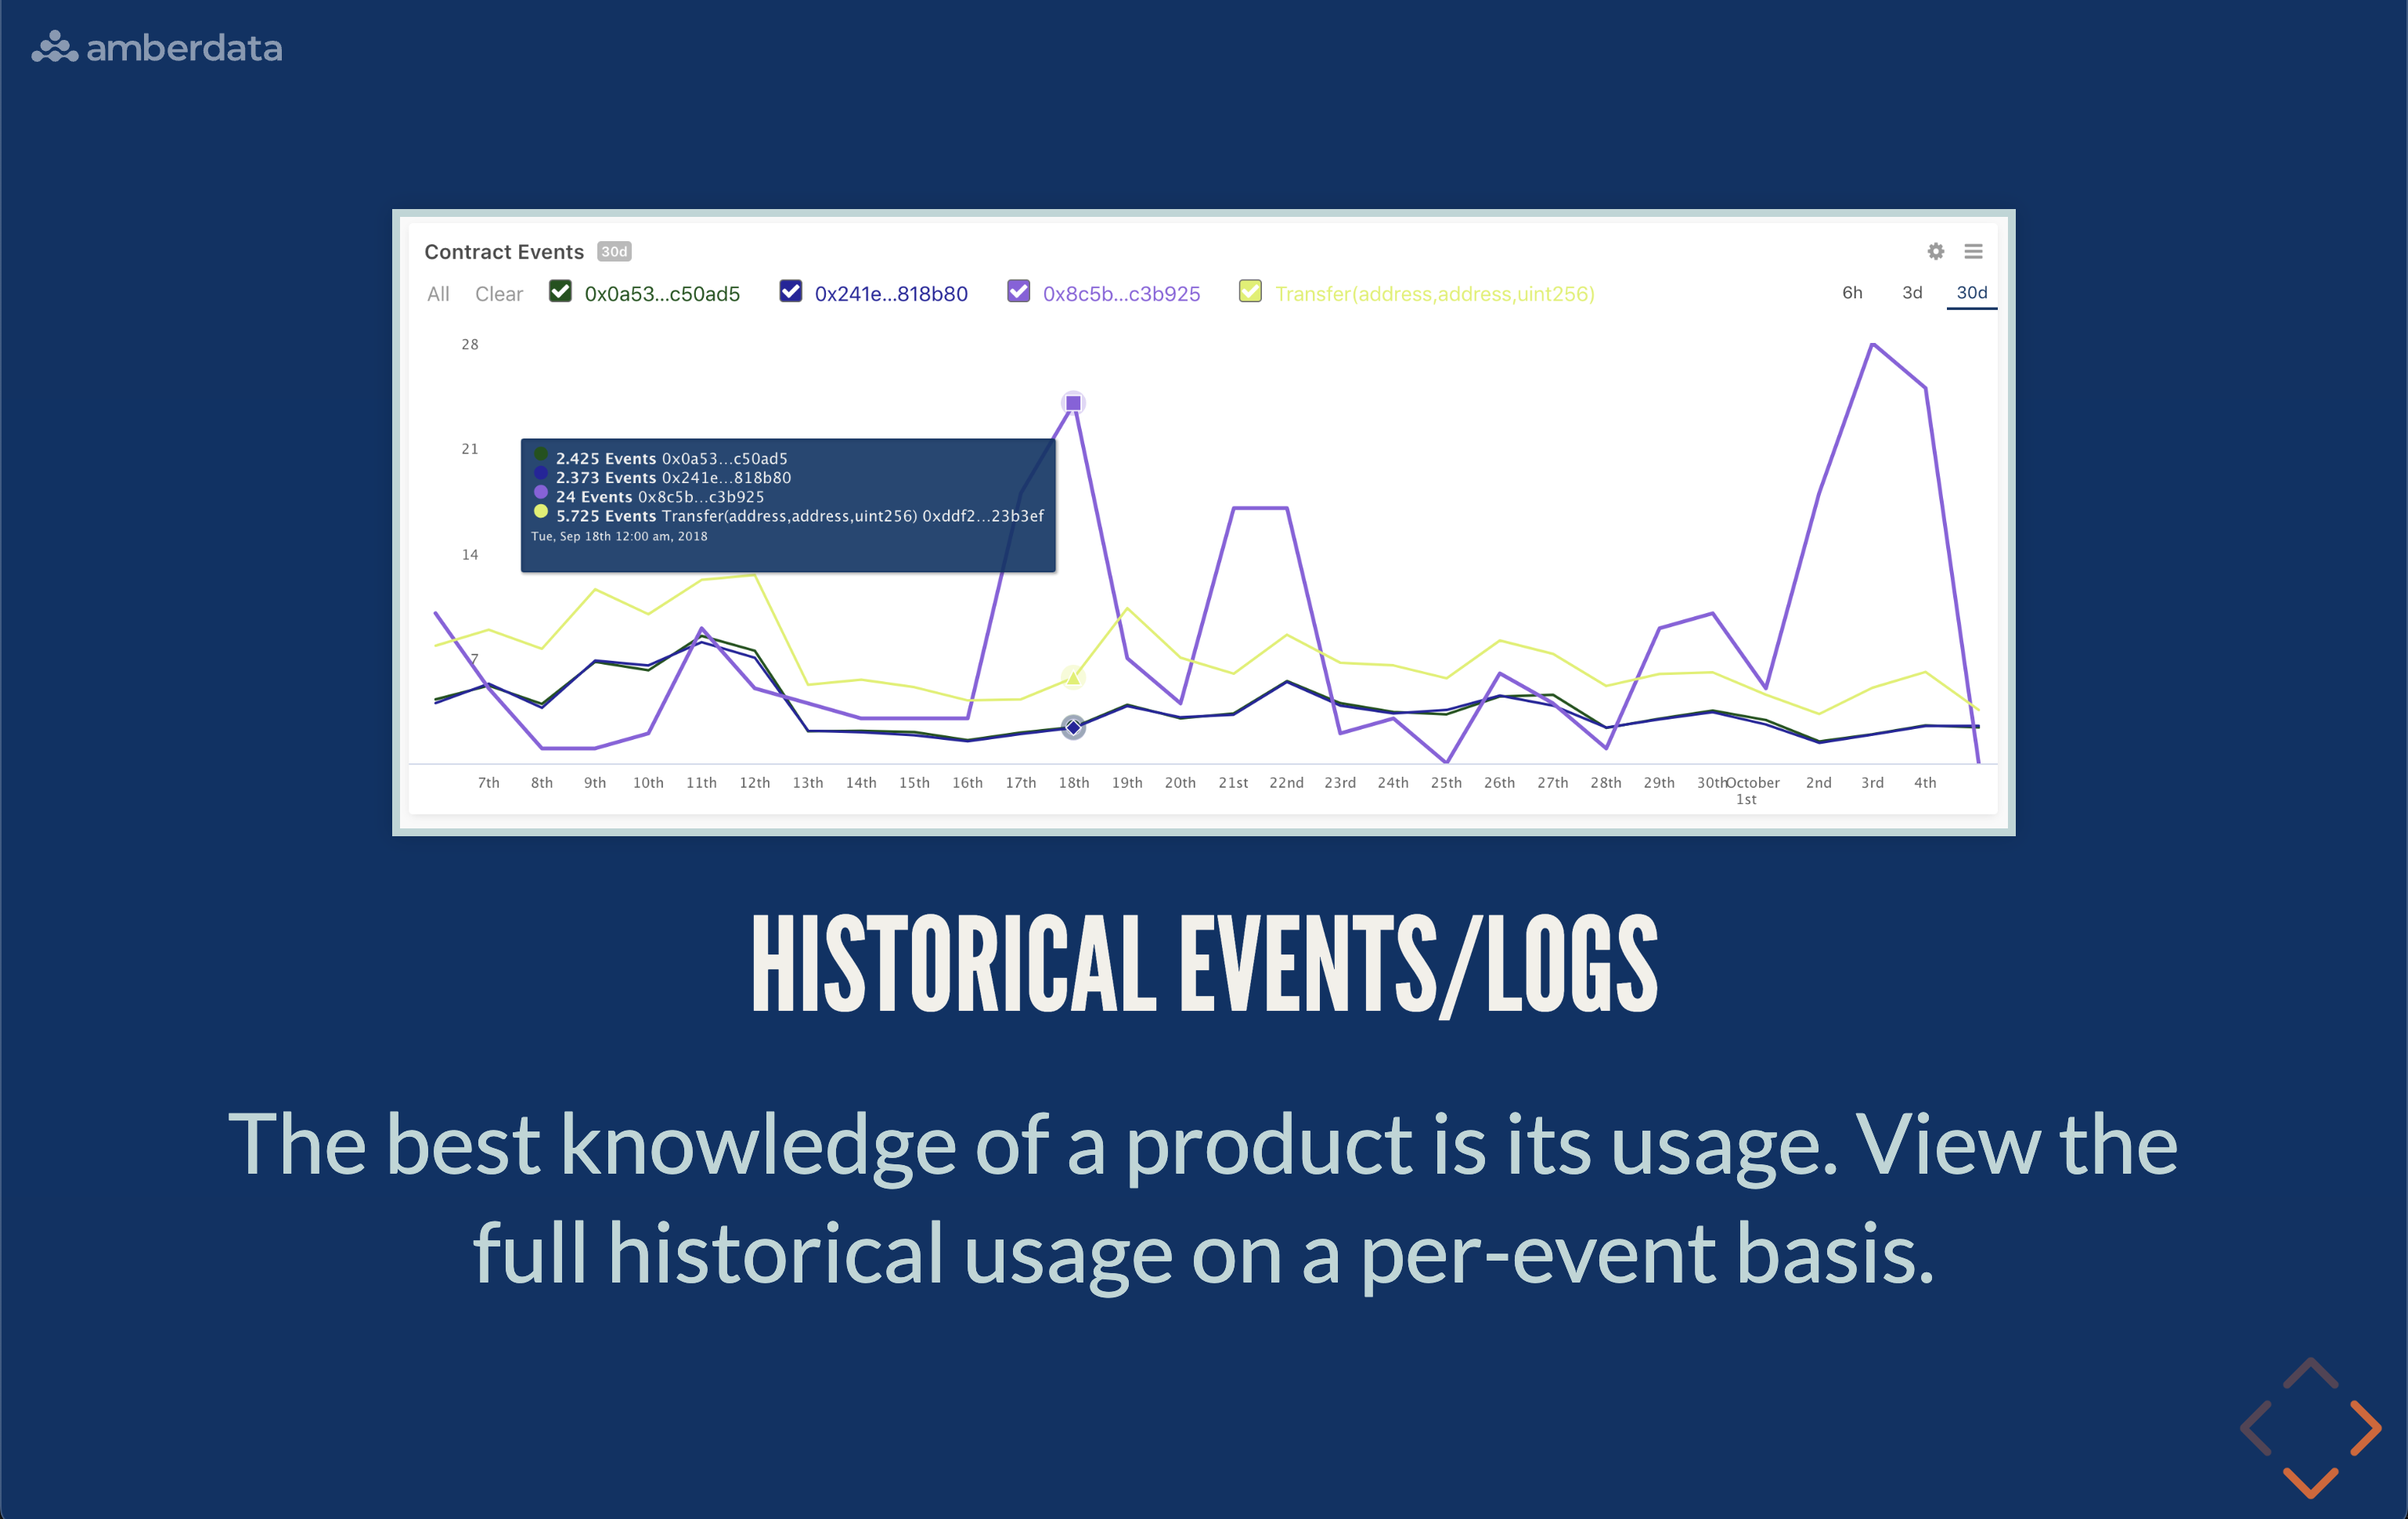 amberdata
Contract Events 30d
All Clear 0x0a53...c50ad5 0x241e...818b80 0x8c5b...c3b925 Transfer(address,address,uint256) 6h 3d 30d
28
21
14
7
2.425 Events 0x0a53...c50ad5
2.373 Events 0x241e...818b80
24 Events 0x8c5b...c3b925
5.725 Events Transfer(address,address,uint256) 0xddf2...23b3ef
Tue, Sep 18th 12:00 am, 2018
7th 8th 9th 10th 11th 12th 13th 14th 15th 16th 17th 18th 19th 20th 21st 22nd 23rd 24th 25th 26th 27th 28th 29th 30th October 2nd 3rd 4th
1st
HISTORICAL EVENTS/LOGS
The best knowledge of a product is its usage. View the
full historical usage on a per-event basis.